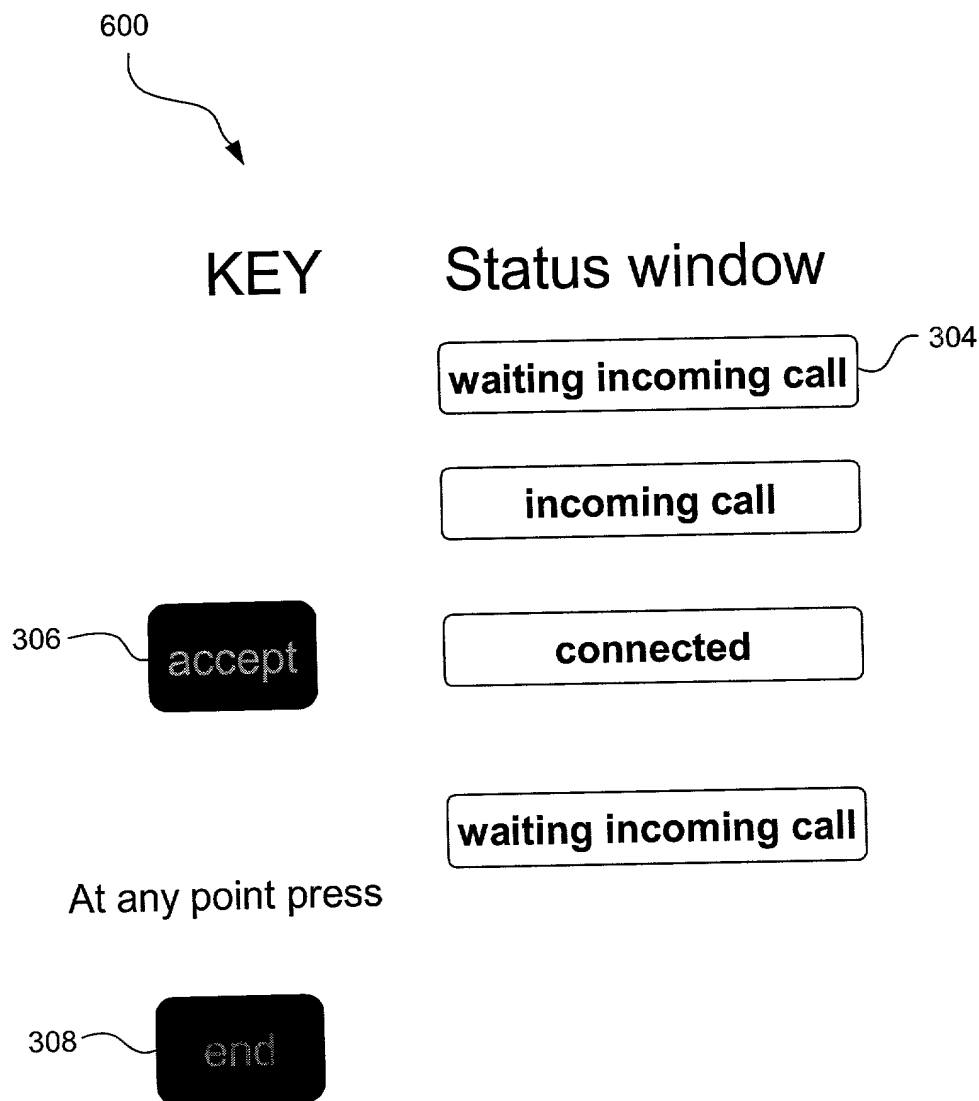 600
KEY Status window
waiting incoming call 304
incoming call
306 accept connected
waiting incoming call
At any point press
308 end